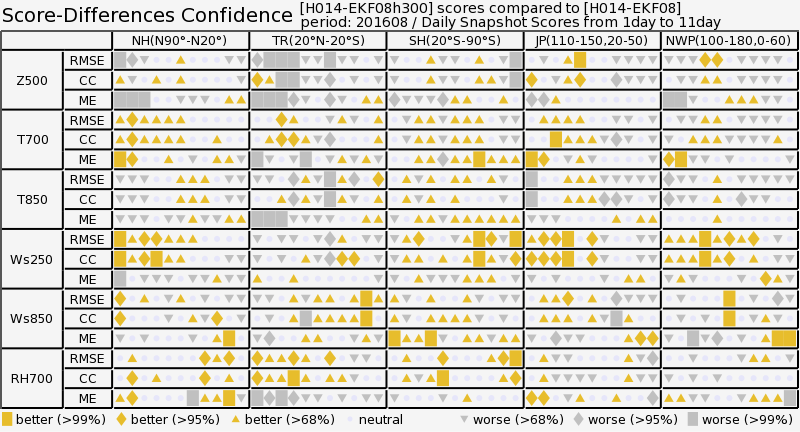 Score-Differences Confidence
[H014-EKF08h300] scores compared to [H014-EKF08]
period: 201608 / Daily Snapshot Scores from 1day to 11day
NH(N90°-N20°) TR(20°N-20°S) SH(20°S-90°S) JP(110-150,20-50) NWP(100-180,0-60)
Z500
RMSE
CC
ME
T700
RMSE
CC
ME
T850
RMSE
CC
ME
Ws250
RMSE
CC
ME
Ws850
RMSE
CC
ME
RH700
RMSE
CC
ME
better (>99%) better (>95%) better (>68%) neutral worse (>68%) worse (>95%) worse (>99%)